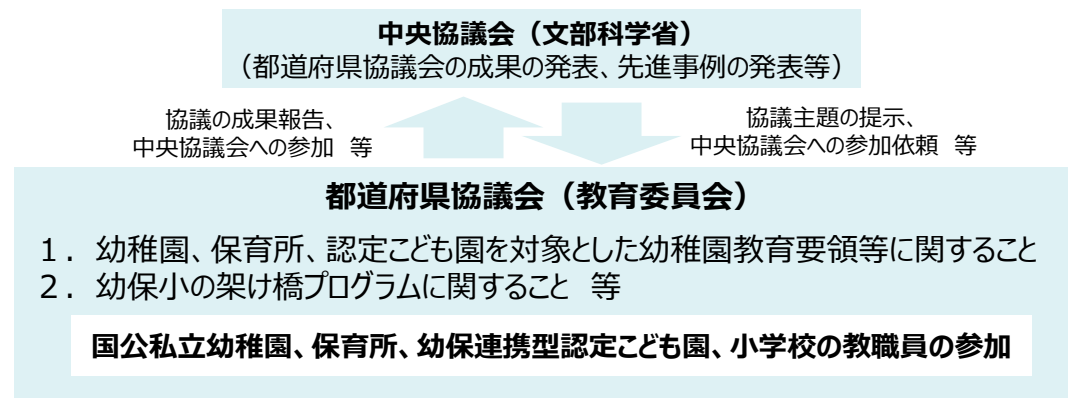 中央協議会（文部科学省）
（都道府県協議会の成果の発表、先進事例の発表等）
協議の成果報告、
中央協議会への参加　等
協議主題の提示、
中央協議会への参加依頼　等
都道府県協議会（教育委員会）
１．幼稚園、保育所、認定こども園を対象とした幼稚園教育要領等に関すること
２．幼保小の架け橋プログラムに関すること　等
国公私立幼稚園、保育所、幼保連携型認定こども園、小学校の教職員の参加